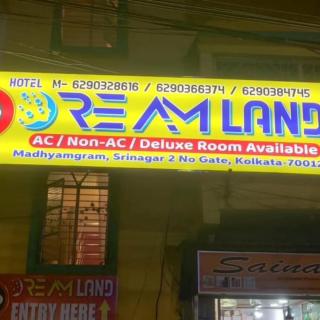 HOTEL M- 6290328616 / 6290366374 / 6290384745
DREAM LAND
AC / Non-AC / Deluxe Room Available
Madhyamgram, Srinagar 2 No Gate, Kolkata-70012
DREAM LAND
ENTRY HERE
Saina